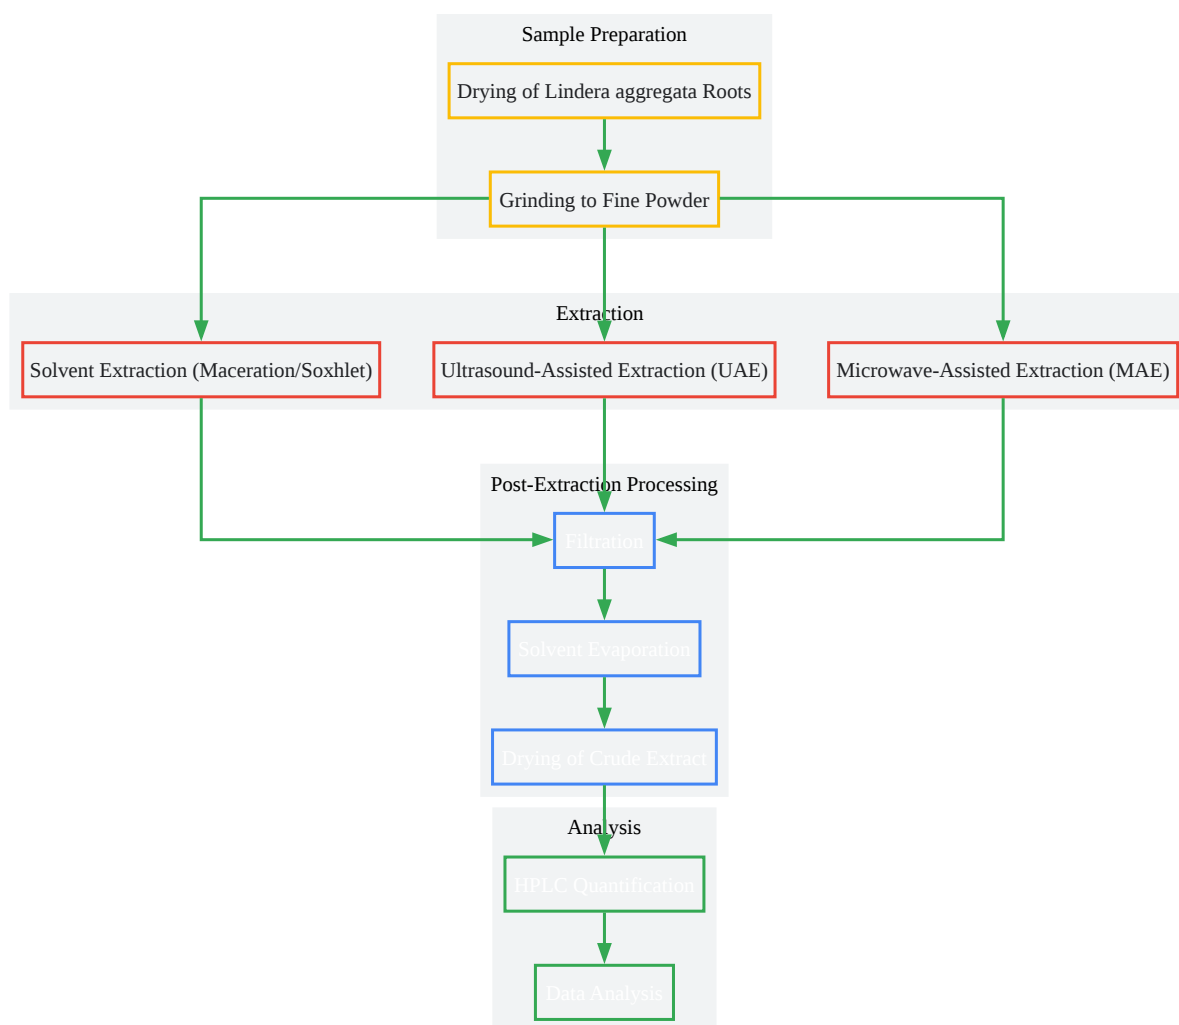 Sample Preparation
Drying of Lindera aggregata Roots
Grinding to Fine Powder
Extraction
Solvent Extraction (Maceration/Soxhlet)
Ultrasound-Assisted Extraction (UAE)
Microwave-Assisted Extraction (MAE)
Post-Extraction Processing
Filtration
Solvent Evaporation
Drying of Crude Extract
Analysis
HPLC Quantification
Data Analysis